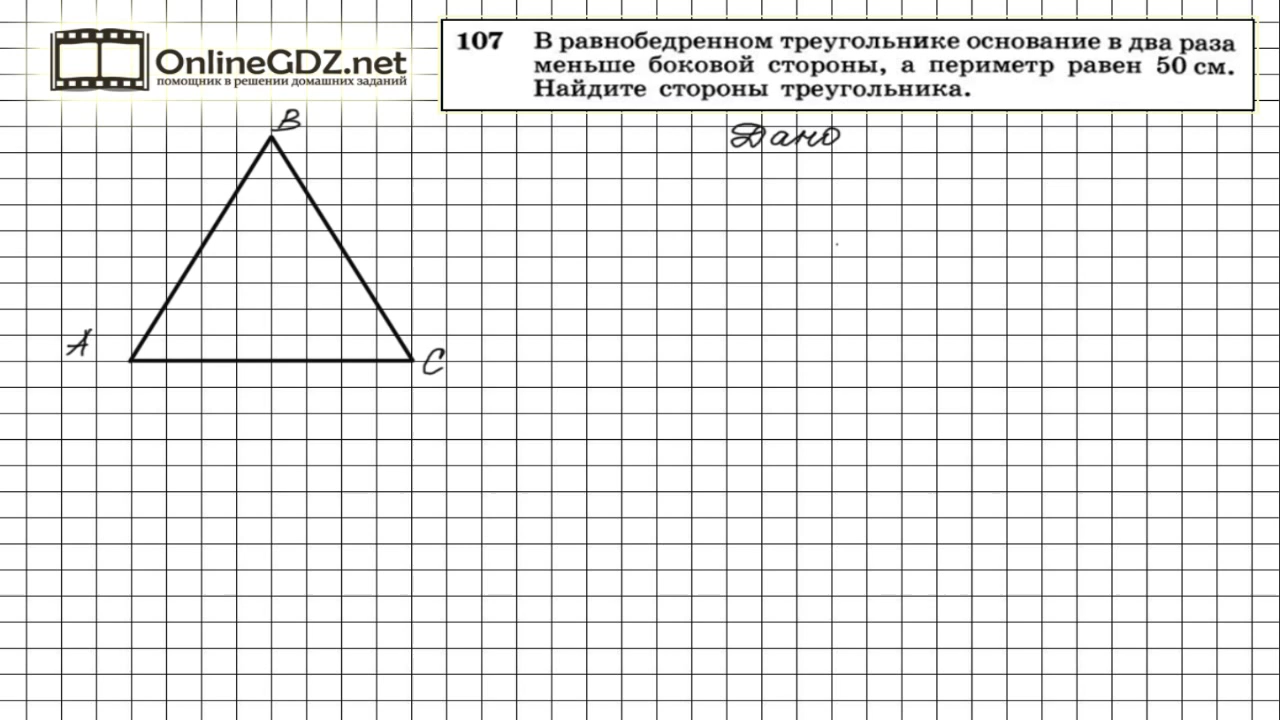 OnlineGDZ.net
помощник в решении домашних заданий
107 В равнобедренном треугольнике основание в два раза
меньше боковой стороны, а периметр равен 50 см.
Найдите стороны треугольника.
B
Дано
A
C